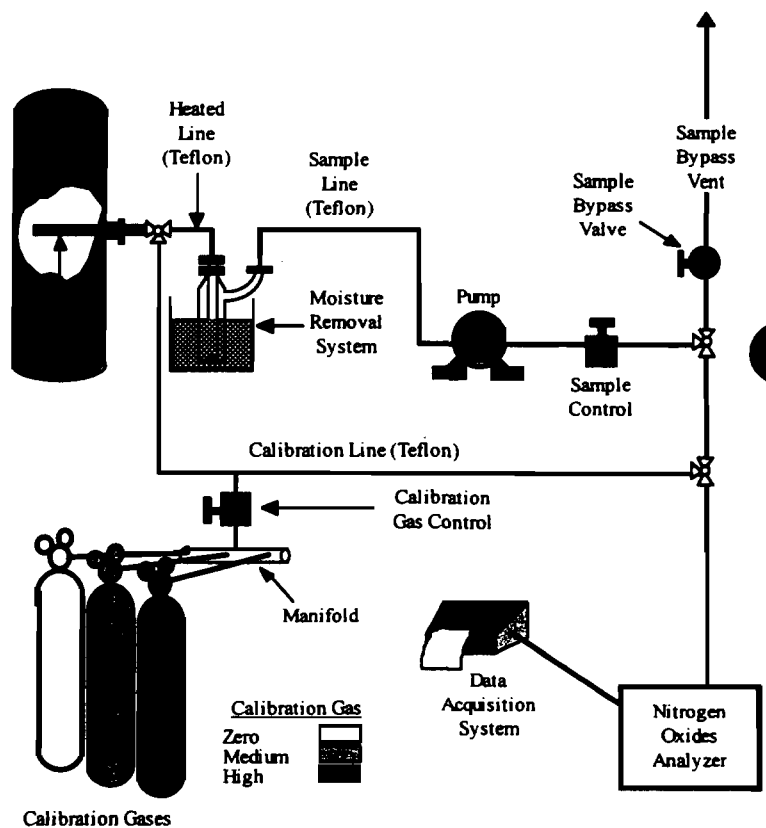 Heated
Line
(Teflon)
Sample
Line
(Teflon)
Sample
Bypass
Vent
Sample
Bypass
Valve
Moisture
Removal
System
Pump
Sample
Control
Calibration Line (Teflon)
Calibration
Gas Control
Manifold
Data
Acquisition
System
Nitrogen
Oxides
Analyzer
Calibration Gas
Zero
Medium
High
Calibration Gases